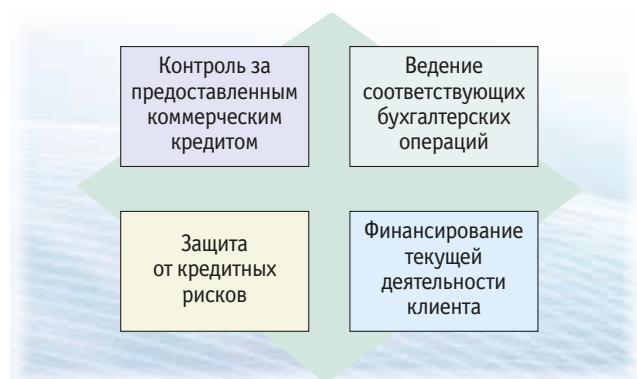 Контроль за
предоставленным
коммерческим
кредитом
Ведение
соответствующих
бухгалтерских
операций
Защита
от кредитных
рисков
Финансирование
текущей
деятельности
клиента